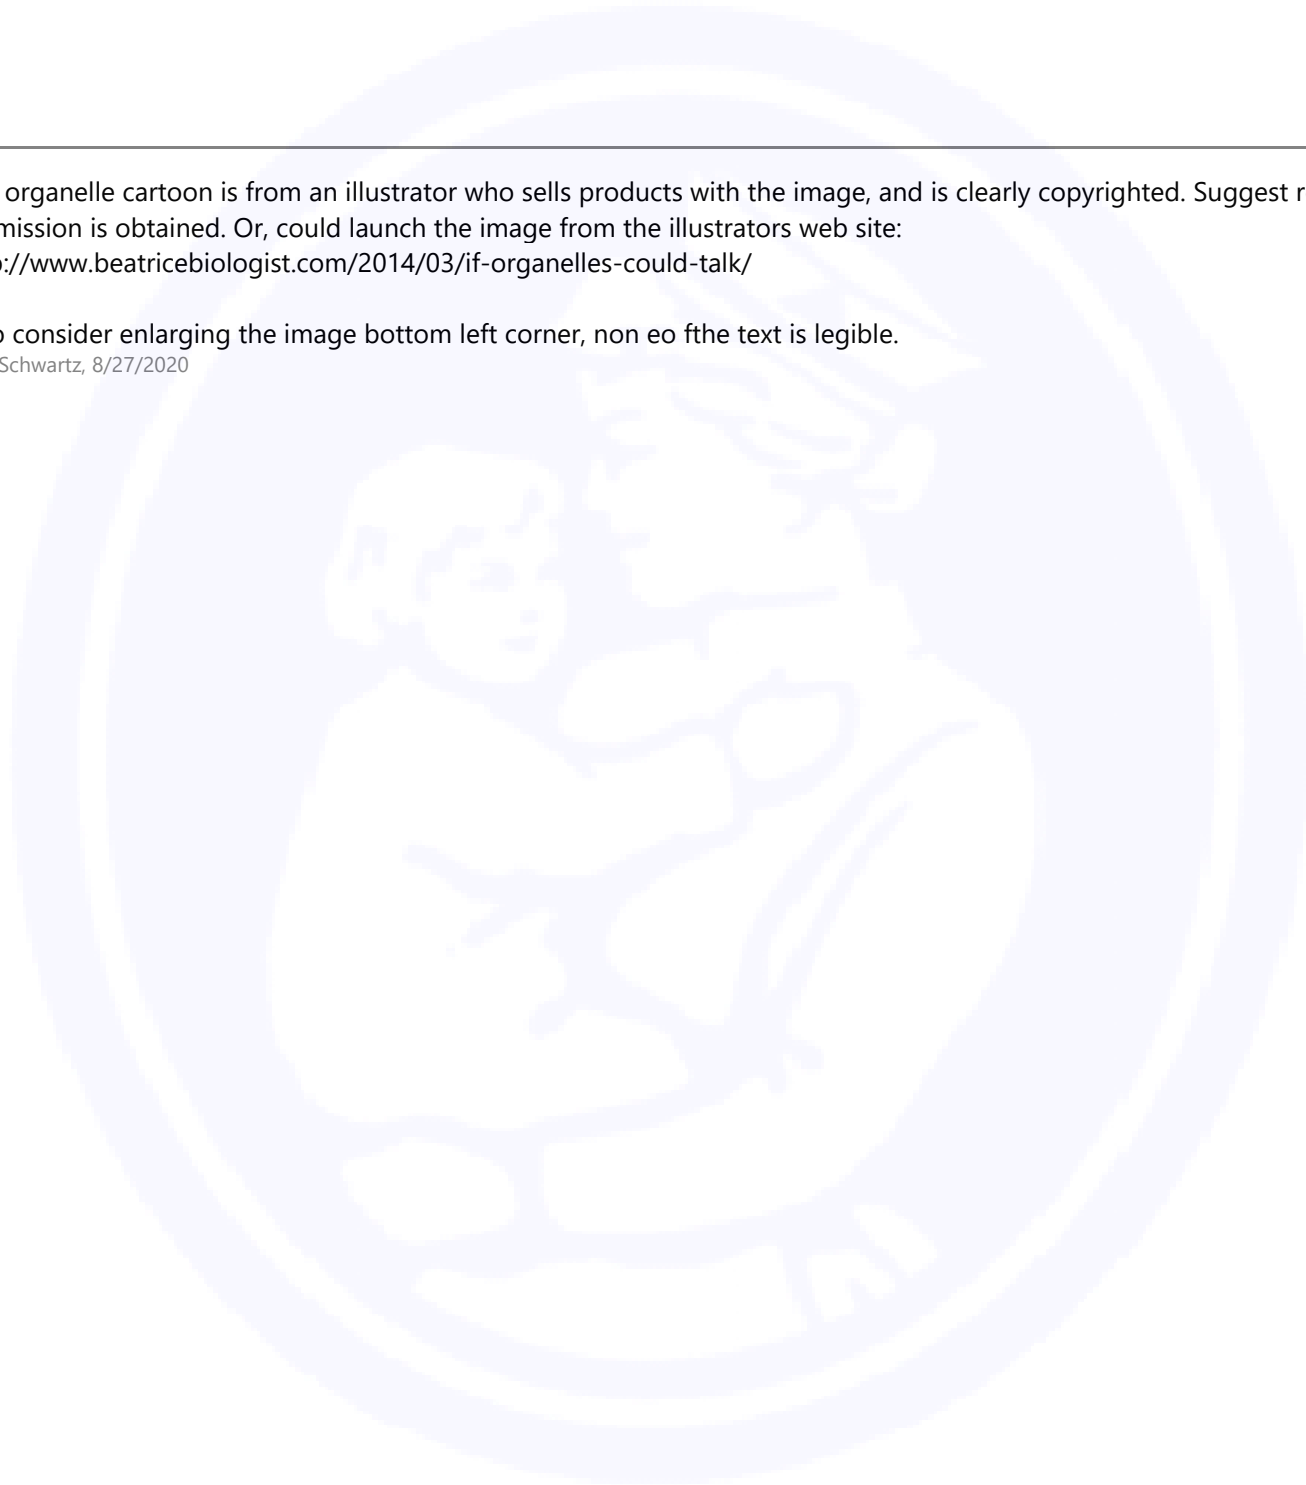 organelle cartoon is from an illustrator who sells products with the image, and is clearly copyrighted. Suggest r
mission is obtained. Or, could launch the image from the illustrators web site:
://www.beatricebiologist.com/2014/03/if-organelles-could-talk/
consider enlarging the image bottom left corner, non eo fthe text is legible.
Schwartz, 8/27/2020